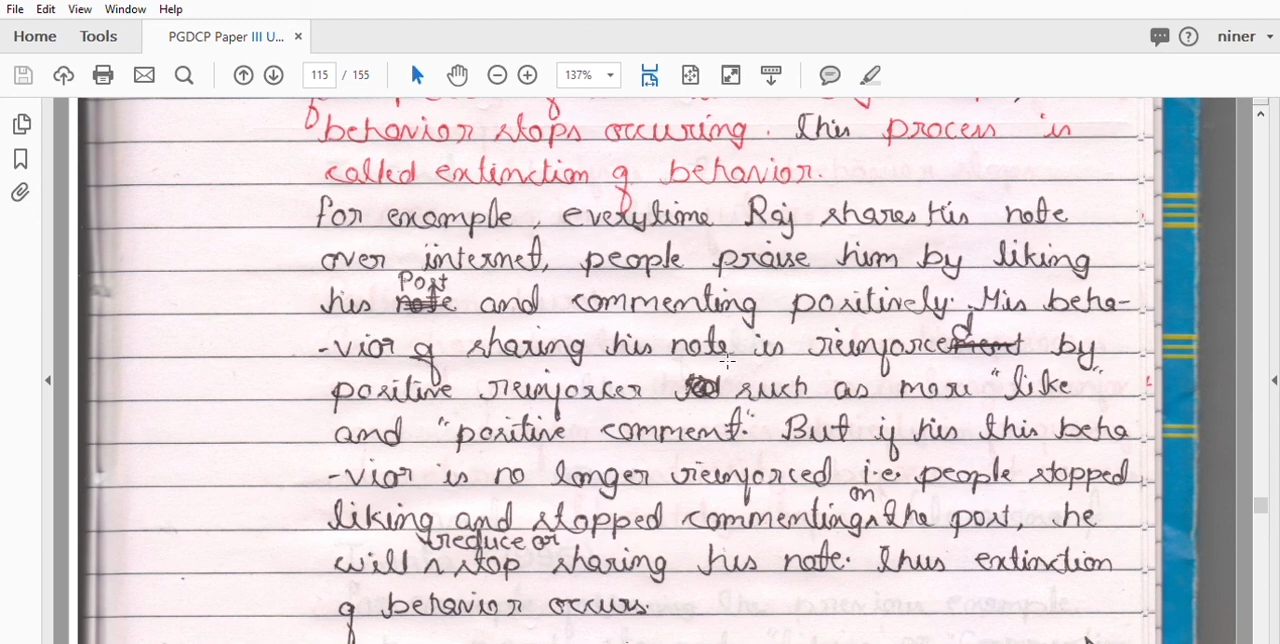 File Edit View Window Help
Home Tools PGDCP Paper III U... × niner
115 / 155 137%
behavior stops occuring. This process is
called extinction of behavior.
for example, everytime Raj shares his note
over internet, people praise him by liking
his Post and commenting positively. His beha-
-vior of sharing his note is reinforced by
positive reinforcer such as more "like"
and "positive comment." But if his this beha
-vior is no longer reinforced i.e. people stopped
liking and stopped commenting on the post, he
will reduce or stop sharing his note. Thus extinction
of behavior occurs.